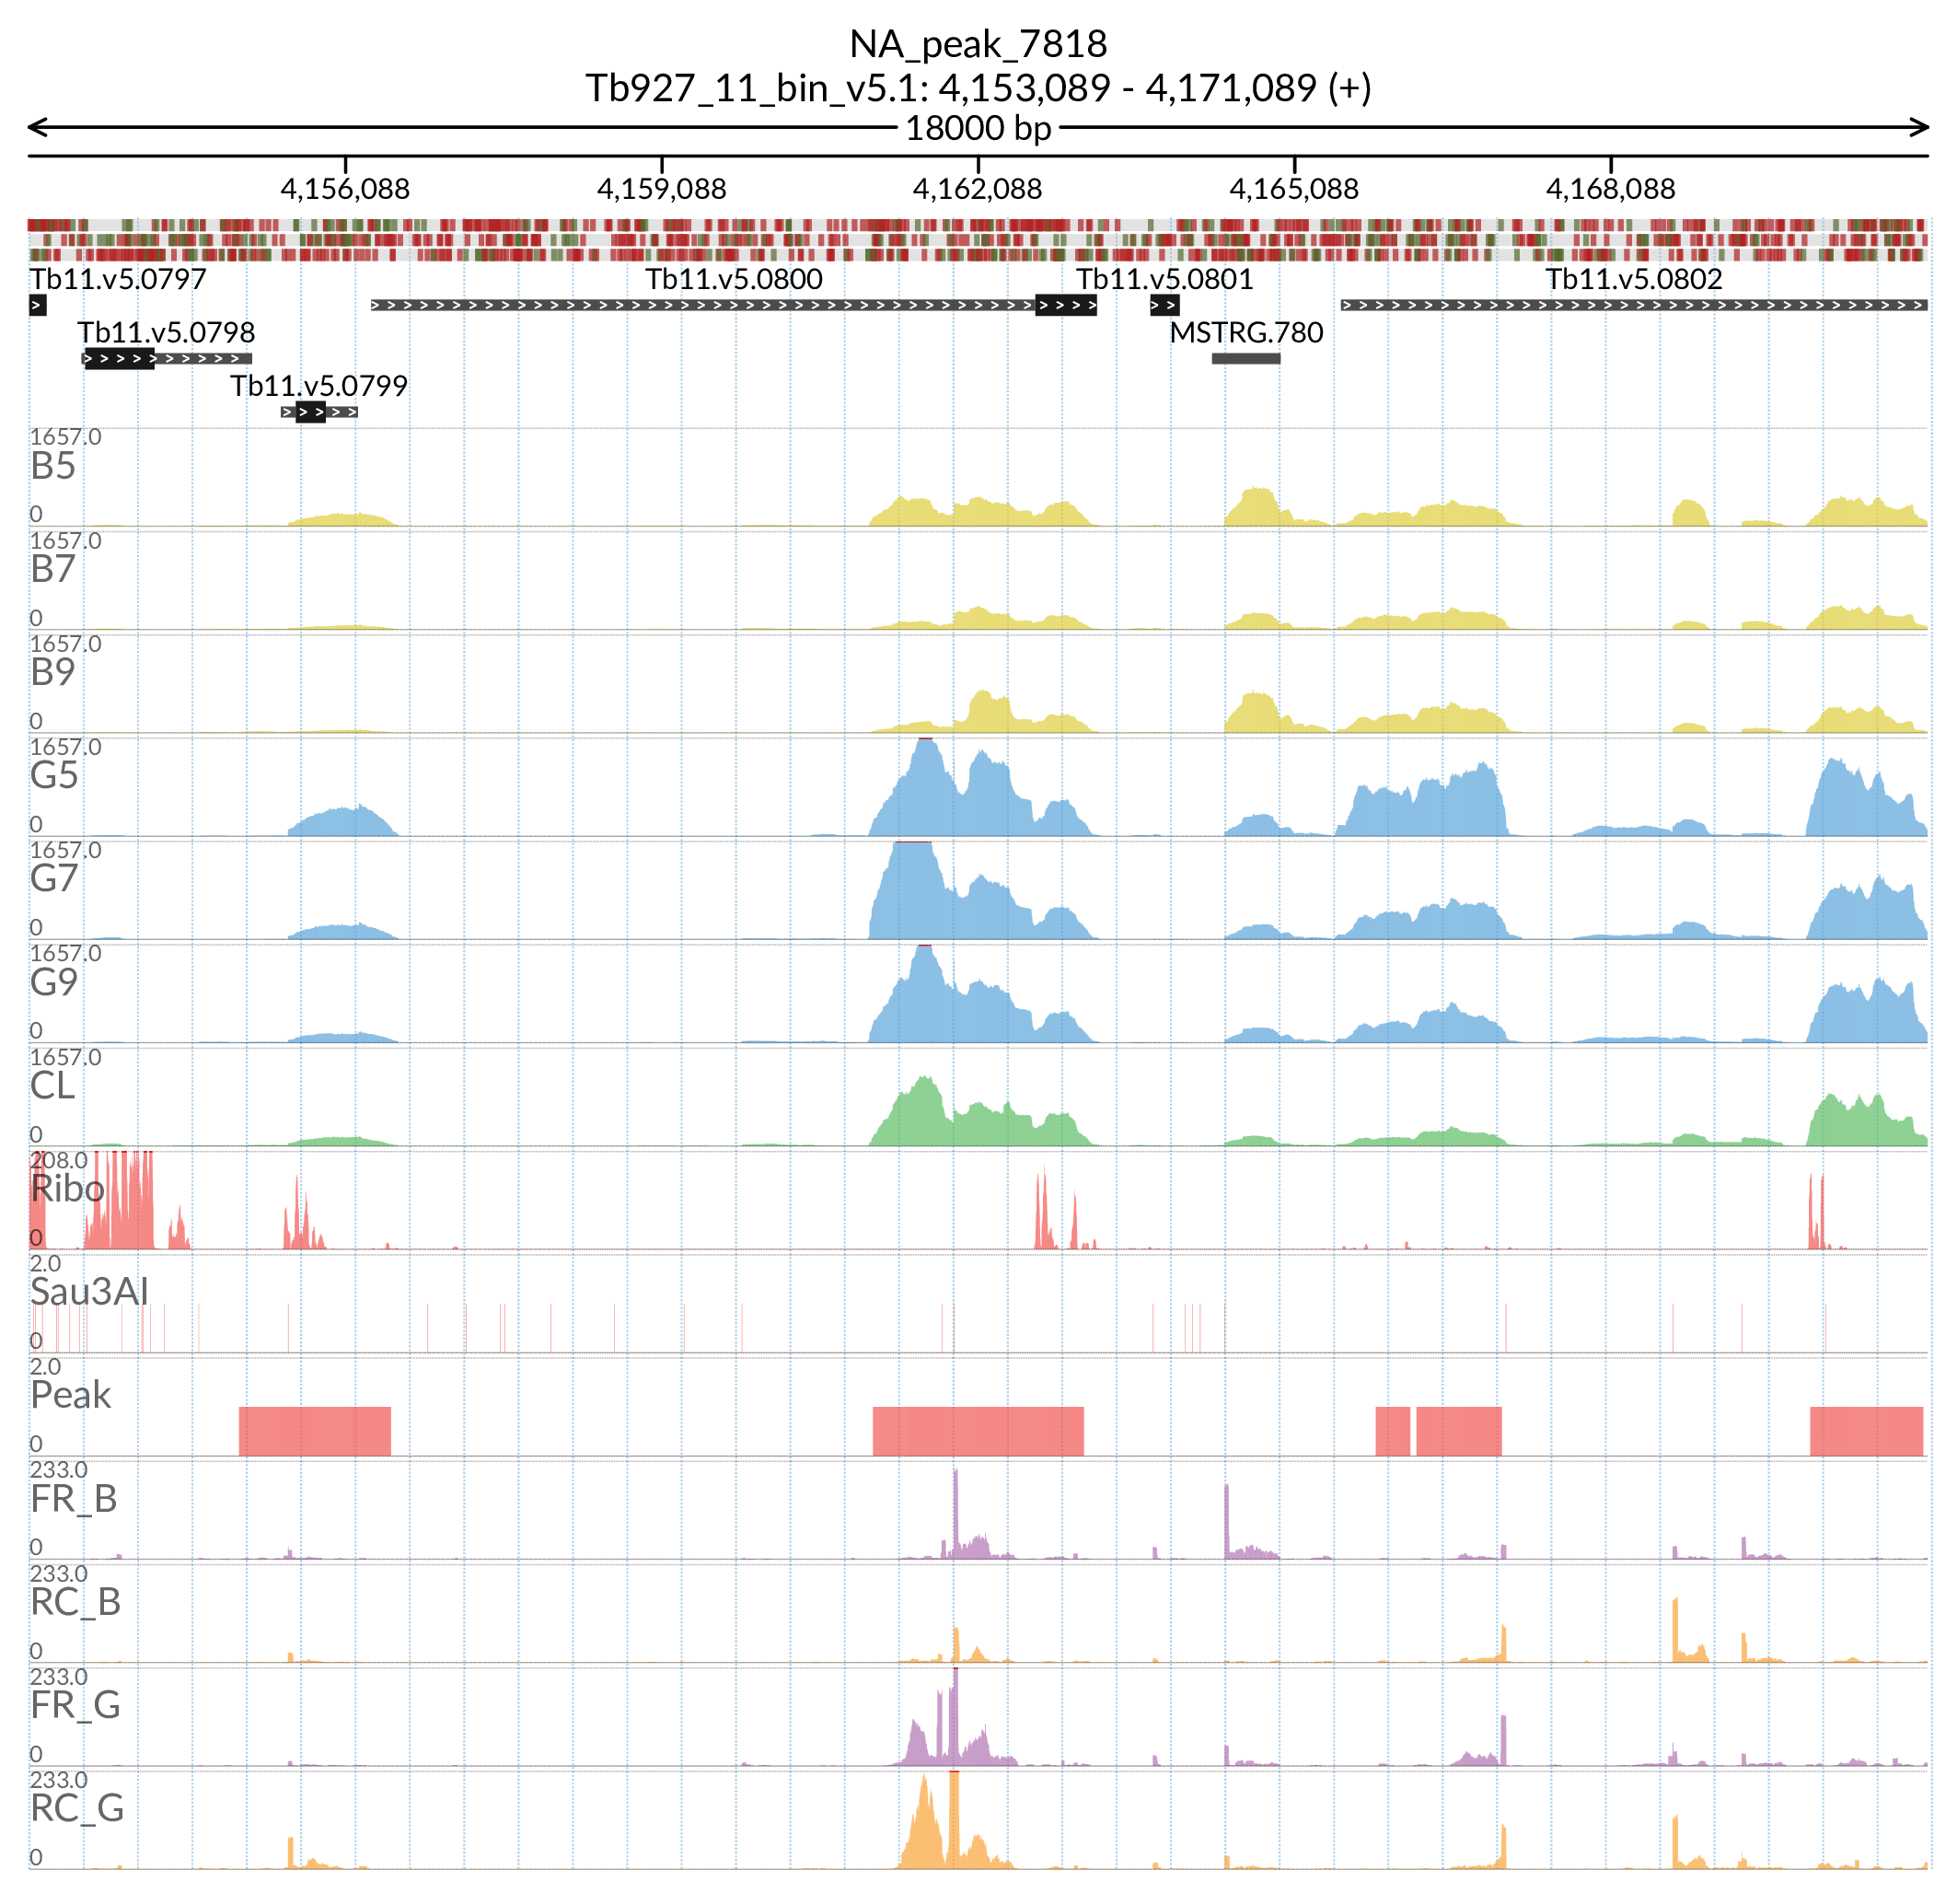 NA_peak_7818
Tb927_11_bin_v5.1: 4,153,089 - 4,171,089 (+)
18000 bp
4,156,088 4,159,088 4,162,088 4,165,088 4,168,088
Tb11.v5.0797 Tb11.v5.0800 Tb11.v5.0801 Tb11.v5.0802
Tb11.v5.0798 MSTRG.780
Tb11.v5.0799
1657.0
B5
0
1657.0
B7
0
1657.0
B9
0
1657.0
G5
0
1657.0
G7
0
1657.0
G9
0
1657.0
CL
0
208.0
Ribo
0
2.0
Sau3AI
0
2.0
Peak
0
233.0
FR_B
0
233.0
RC_B
0
233.0
FR_G
0
233.0
RC_G
0